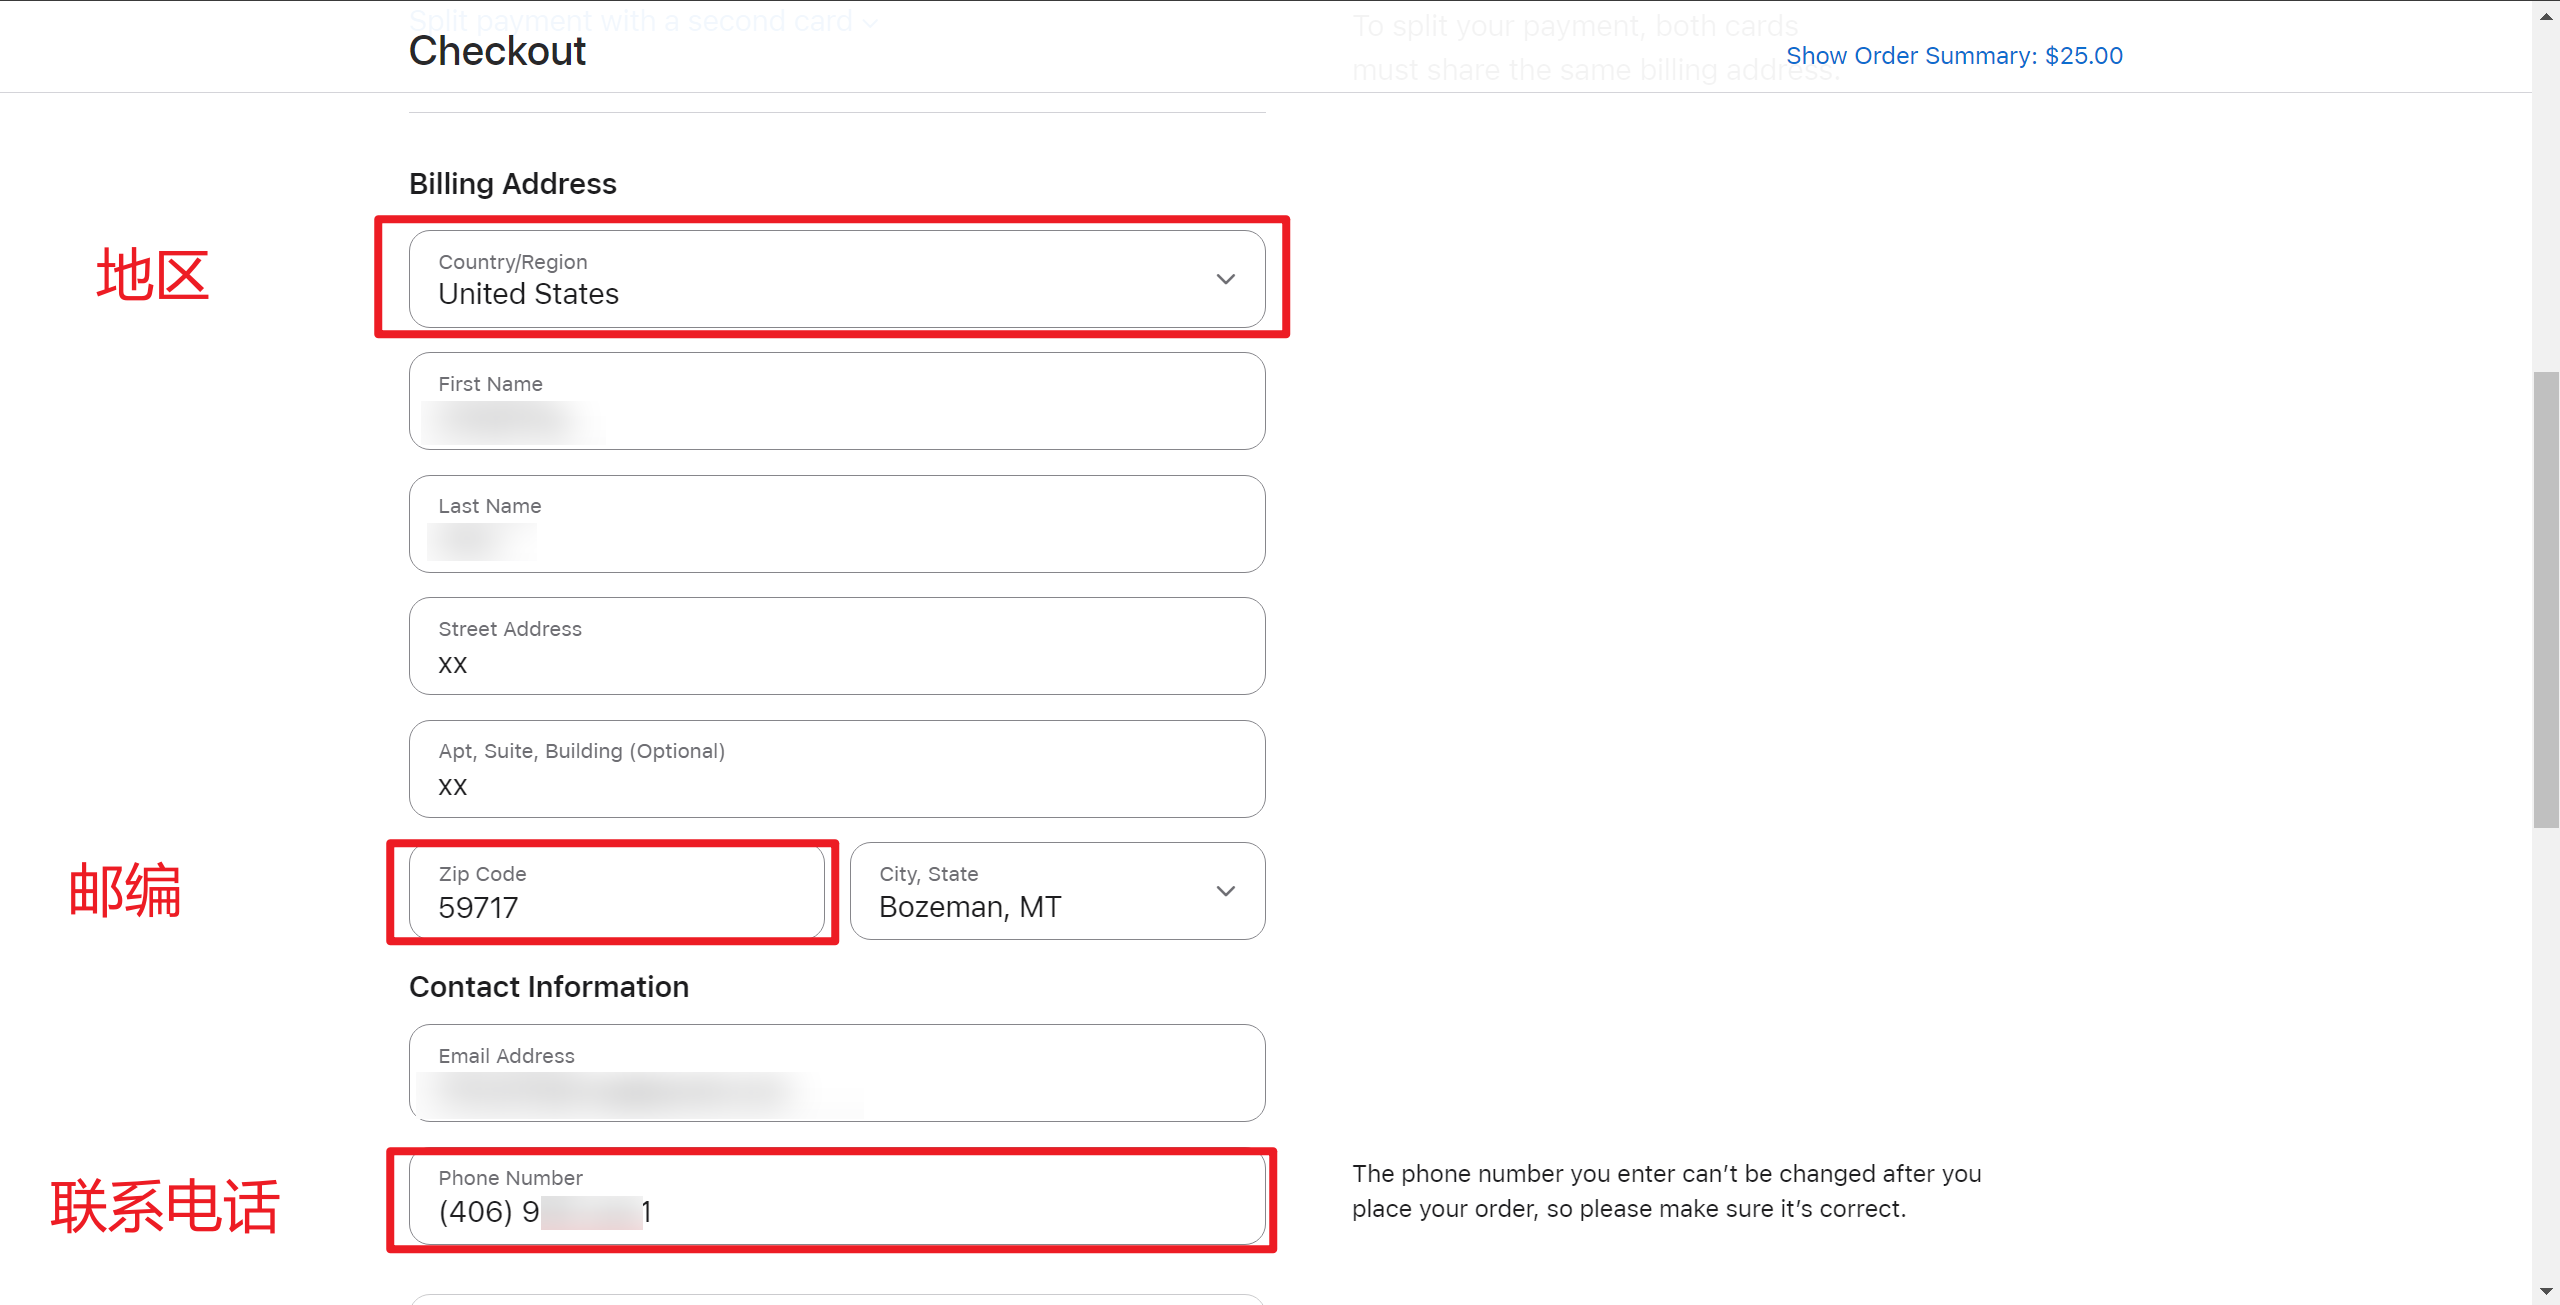 Split payment with a second card
To split your payment, both cards
must share the same billing address.
Checkout
Show Order Summary: $25.00
Billing Address
地区
Country/Region
United States
First Name
Last Name
Street Address
xx
Apt, Suite, Building (Optional)
xx
邮编
Zip Code
59717
City, State
Bozeman, MT
Contact Information
Email Address
联系电话
Phone Number
(406) 9 1
The phone number you enter can’t be changed after you
place your order, so please make sure it’s correct.